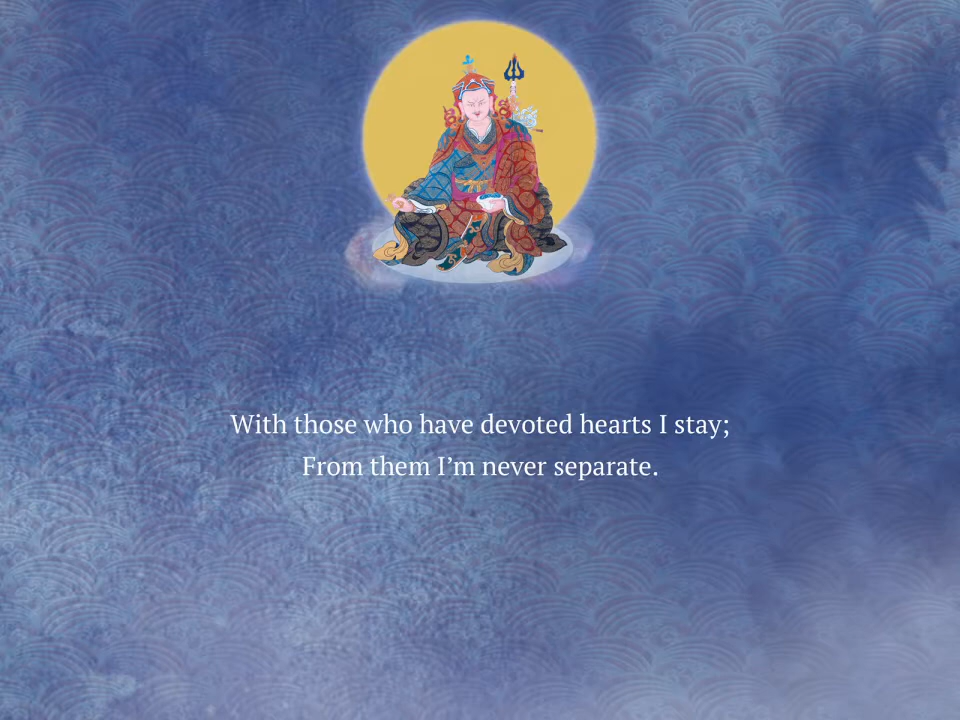 With those who have devoted hearts I stay;
From them I’m never separate.